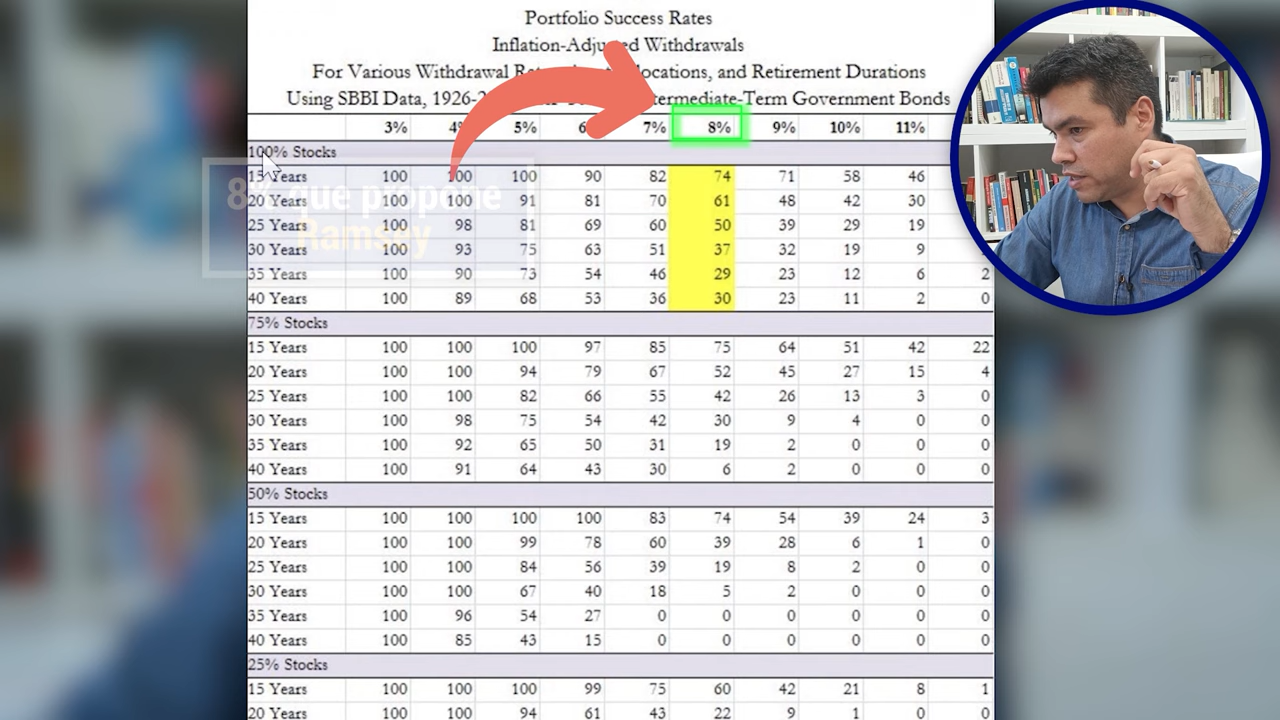 Portfolio Success Rates
Inflation-Adjusted Withdrawals
For Various Withdrawal and Retirement Durations
Using SBBI Data, Government Bonds
3% 5% 7% 8% 9% 10% 11%
100% Stocks
15 Years 100 100 100 90 82 74 71 58 46
20 Years 100 100 91 81 70 61 48 42 30
25 Years 100 98 81 69 60 50 39 29 19
30 Years 100 93 75 63 51 37 32 19 9
35 Years 100 90 73 54 46 29 23 12 6 2
40 Years 100 89 68 53 36 30 23 11 2 0
8% que propone
Ramsey
75% Stocks
15 Years 100 100 100 97 85 75 64 51 42 22
20 Years 100 100 94 79 67 52 45 27 15 4
25 Years 100 100 82 66 55 42 26 13 3 0
30 Years 100 98 75 54 42 30 9 4 0 0
35 Years 100 92 65 50 31 19 2 0 0 0
40 Years 100 91 64 43 30 6 2 0 0 0
50% Stocks
15 Years 100 100 100 100 83 74 54 39 24 3
20 Years 100 100 99 78 60 39 28 6 1 0
25 Years 100 100 84 56 39 19 8 2 0 0
30 Years 100 100 67 40 18 5 2 0 0 0
35 Years 100 96 54 27 0 0 0 0 0 0
40 Years 100 85 43 15 0 0 0 0 0 0
25% Stocks
15 Years 100 100 100 99 75 60 42 21 8 1
20 Years 100 100 94 61 43 22 9 1 0 0